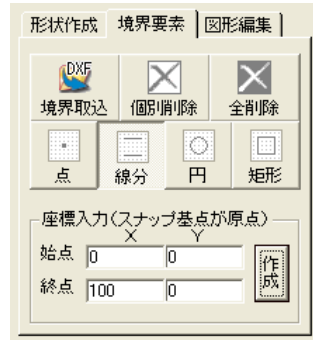 形状作成 境界要素 図形編集
DXF
境界取込 個別削除 全削除
点 線分 円 矩形
座標入力(スナップ基点が原点)
X Y
始点 0 0
終点 100 0
作成